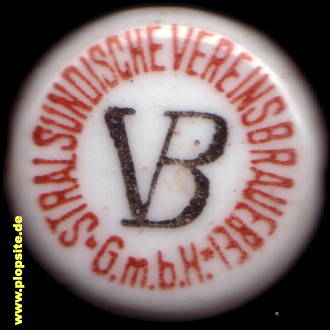 STRALSUNDISCHE VEREINSBRAUEREI
G.m.b.H.
VB
www.plopsite.de